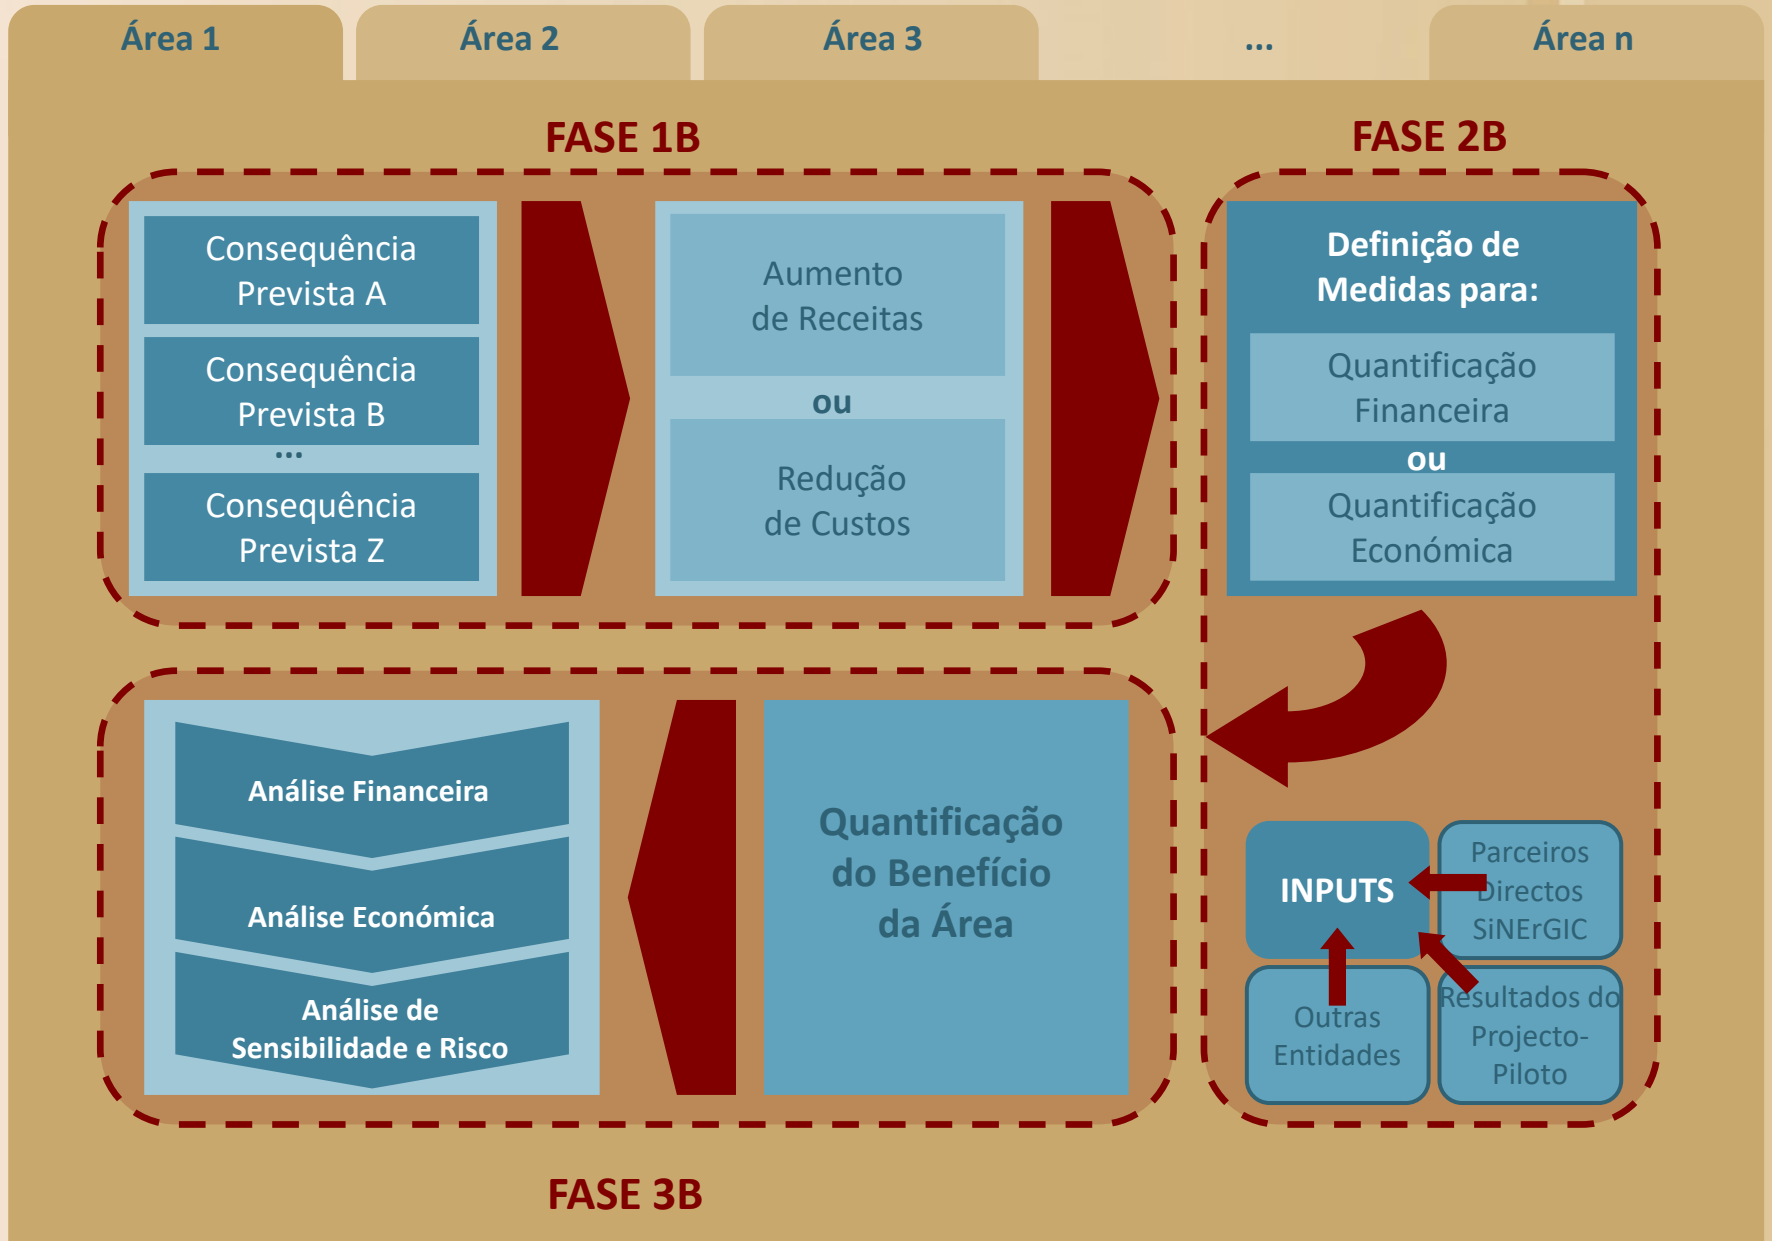 Área 1
Área 2
Área 3
...
Área n
FASE 1B
Consequência
Prevista A
Consequência
Prevista B
...
Consequência
Prevista Z
Aumento
de Receitas
ou
Redução
de Custos
FASE 2B
Definição de
Medidas para:
Quantificação
Financeira
ou
Quantificação
Económica
INPUTS
Parceiros
Directos
SiNErGIC
Outras
Entidades
Resultados do
Projecto-
Piloto
Quantificação
do Benefício
da Área
Análise Financeira
Análise Económica
Análise de
Sensibilidade e Risco
FASE 3B